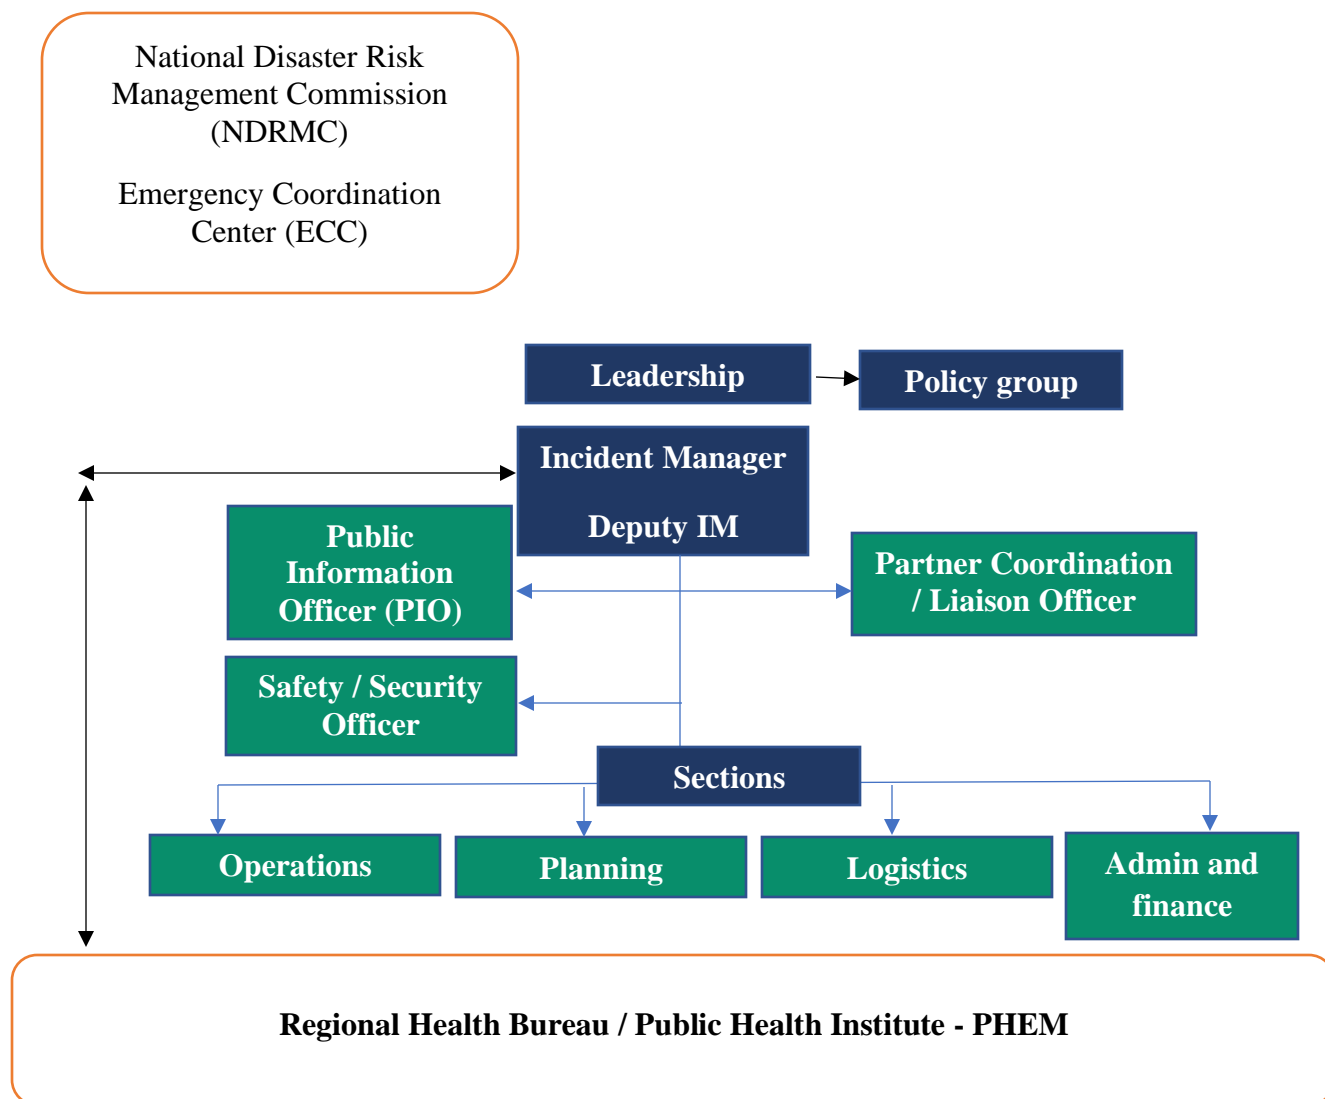 National Disaster Risk
Management Commission
(NDRMC)
Emergency Coordination
Center (ECC)
Leadership
Policy group
Incident Manager
Deputy IM
Public
Information
Officer (PIO)
Partner Coordination
/ Liaison Officer
Safety / Security
Officer
Sections
Operations
Planning
Logistics
Admin and
finance
Regional Health Bureau / Public Health Institute - PHEM